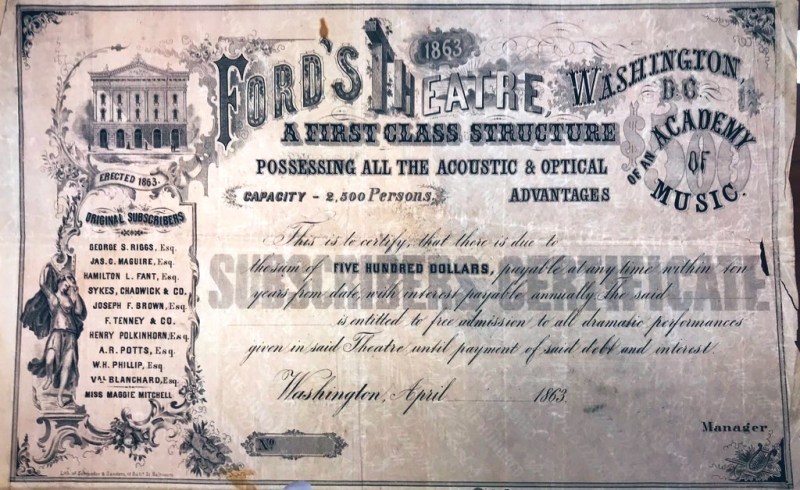 1863
FORD'S THEATRE, WASHINGTON, D.C.
A FIRST CLASS STRUCTURE
POSSESSING ALL THE ACOUSTIC & OPTICAL
ADVANTAGES
OF AN ACADEMY
OF
MUSIC.
$500
CAPACITY - 2,500 Persons,
ERECTED 1863.
ORIGINAL SUBSCRIBERS
GEORGE S. RIGGS, Esq.
JAS. C. MAGUIRE, Esq.
HAMILTON L. FANT, Esq.
SYKES, CHADWICK & CO.
JOSEPH F. BROWN, Esq.
F. TENNEY & CO.
HENRY POLKINHORN, Esq.
A. R. POTTS, Esq.
W. H. PHILLIP, Esq.
Val BLANCHARD, Esq.
MISS MAGGIE MITCHELL
SUBSCRIBERS CERTIFICATE
This is to certify, that there is due to
the sum of FIVE HUNDRED DOLLARS, payable at any time within ten
years from date, with interest payable annually, the said
is entitled to free admission to all dramatic performances
given in said Theatre until payment of said debt and interest.
Washington, April 1863.
Manager
No